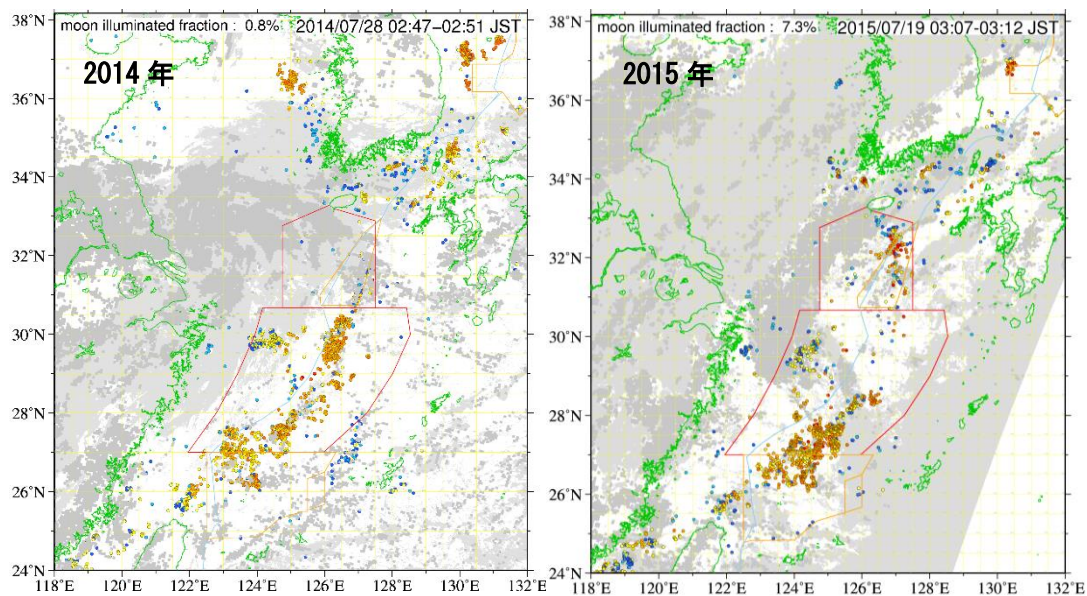 moon illuminated fraction : 0.8% 2014/07/28 02:47-02:51 JST
2014 年
38°N
36°N
34°N
32°N
30°N
28°N
26°N
24°N
118°E 120°E 122°E 124°E 126°E 128°E 130°E 132°E
moon illuminated fraction : 7.3% 2015/07/19 03:07-03:12 JST
2015 年
38°N
36°N
34°N
32°N
30°N
28°N
26°N
24°N
118°E 120°E 122°E 124°E 126°E 128°E 130°E 132°E